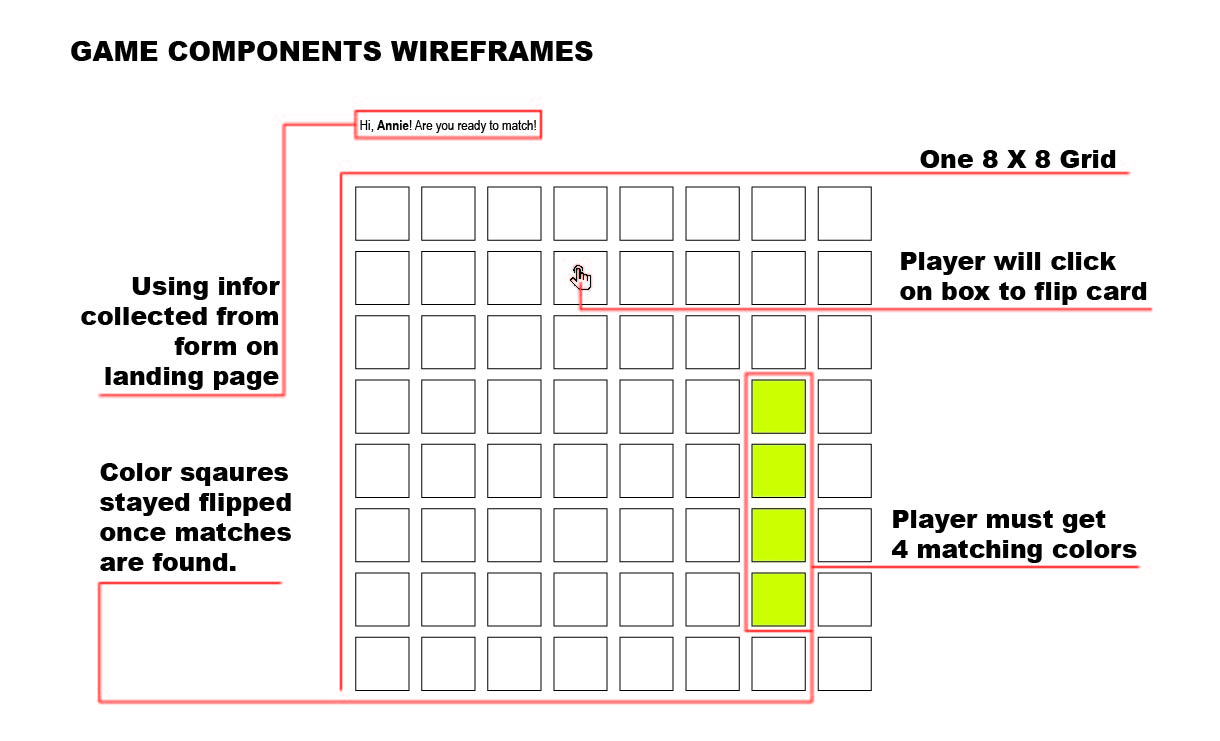 GAME COMPONENTS WIREFRAMES
Hi, Annie! Are you ready to match!
One 8 X 8 Grid
Player will click
on box to flip card
Using infor
collected from
form on
landing page
Color sqaures
stayed flipped
once matches
are found.
Player must get
4 matching colors